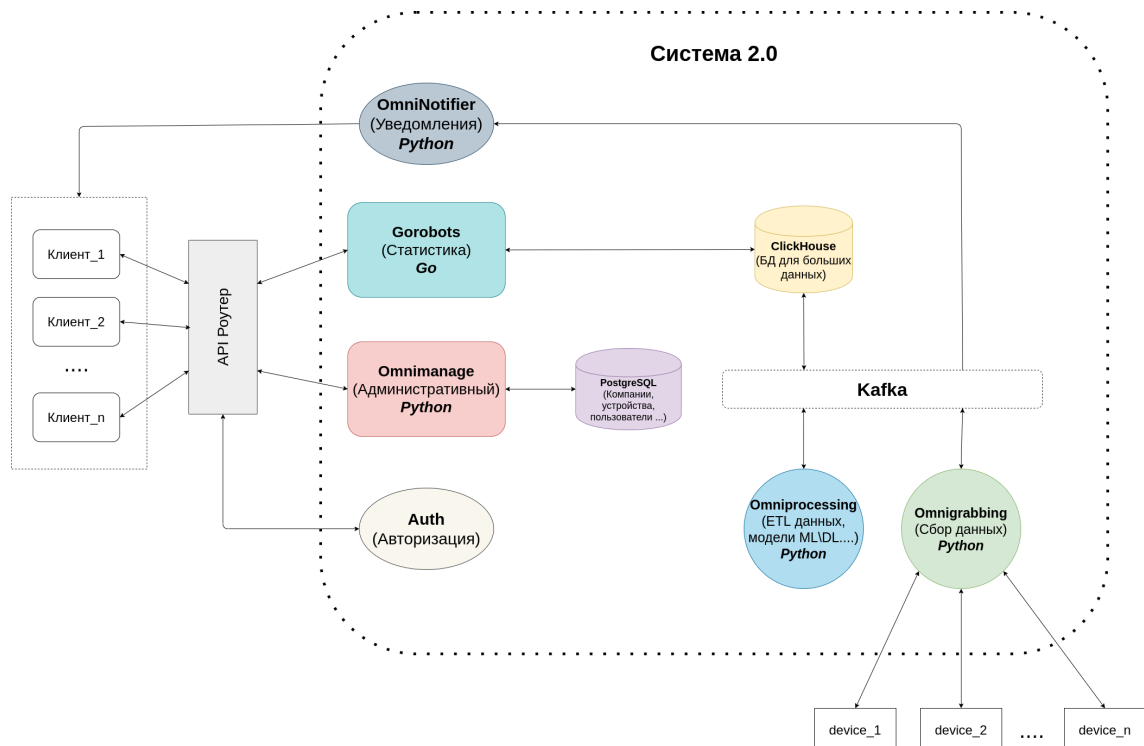 Система 2.0
OmniNotifier
(Уведомления)
Python
Клиент_1
Клиент_2
....
Клиент_n
API Роутер
Gorobots
(Статистика)
Go
ClickHouse
(БД для больших
данных)
Omnimanage
(Административный)
Python
PostgreSQL
(Компании,
устройства,
пользователи ...)
Kafka
Auth
(Авторизация)
Omniprocessing
(ETL данных,
модели ML\DL....)
Python
Omnigrabbing
(Сбор данных)
Python
device_1
device_2
....
device_n